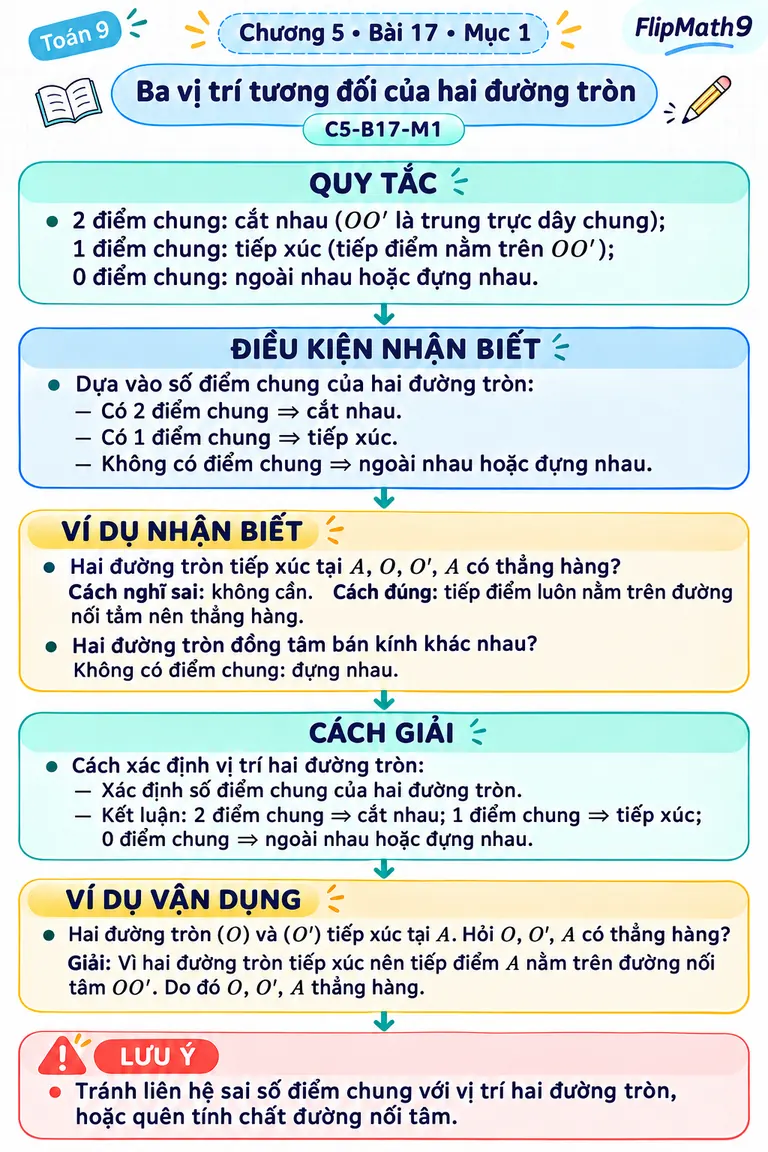 Toán 9
Chương 5 • Bài 17 • Mục 1
FlipMath9
Ba vị trí tương đối của hai đường tròn
C5-B17-M1
QUY TẮC
• 2 điểm chung: cắt nhau (OO′ là trung trực dây chung);
1 điểm chung: tiếp xúc (tiếp điểm nằm trên OO′);
0 điểm chung: ngoài nhau hoặc đựng nhau.
ĐIỀU KIỆN NHẬN BIẾT
• Dựa vào số điểm chung của hai đường tròn:
— Có 2 điểm chung ⇒ cắt nhau.
— Có 1 điểm chung ⇒ tiếp xúc.
— Không có điểm chung ⇒ ngoài nhau hoặc đựng nhau.
VÍ DỤ NHẬN BIẾT
• Hai đường tròn tiếp xúc tại A, O, O′, A có thẳng hàng?
Cách nghĩ sai: không cần. Cách đúng: tiếp điểm luôn nằm trên đường
nối tẳm nên thẳng hàng.
• Hai đường tròn đồng tâm bán kính khác nhau?
Không có điểm chung: đựng nhau.
CÁCH GIẢI
• Cách xác định vị trí hai đường tròn:
— Xác định số điểm chung của hai đường tròn.
— Kết luận: 2 điểm chung ⇒ cắt nhau; 1 điểm chung ⇒ tiếp xúc;
0 điểm chung ⇒ ngoài nhau hoặc đựng nhau.
VÍ DỤ VẬN DỤNG
• Hai đường tròn (O) và (O′) tiếp xúc tại A. Hỏi O, O′, A có thẳng hàng?
Giải: Vì hai đường tròn tiếp xúc nên tiếp điểm A nằm trên đường nối
tâm OO′. Do đó O, O′, A thẳng hàng.
LƯU Ý
• Tránh liên hệ sai số điểm chung với vị trí hai đường tròn,
hoặc quên tính chất đường nối tâm.